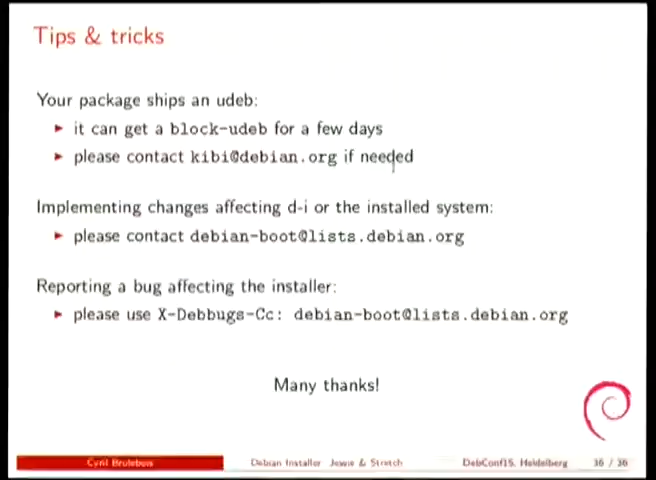 Tips & tricks
Your package ships an udeb:
it can get a block-udeb for a few days
please contact kibi@debian.org if needed
Implementing changes affecting d-i or the installed system:
please contact debian-boot@lists.debian.org
Reporting a bug affecting the installer:
please use X-Debbugs-Cc: debian-boot@lists.debian.org
Many thanks!
Cyril Brulebois
Debian Installer Jessie & Stretch
DebConf15, Heidelberg
36 / 36